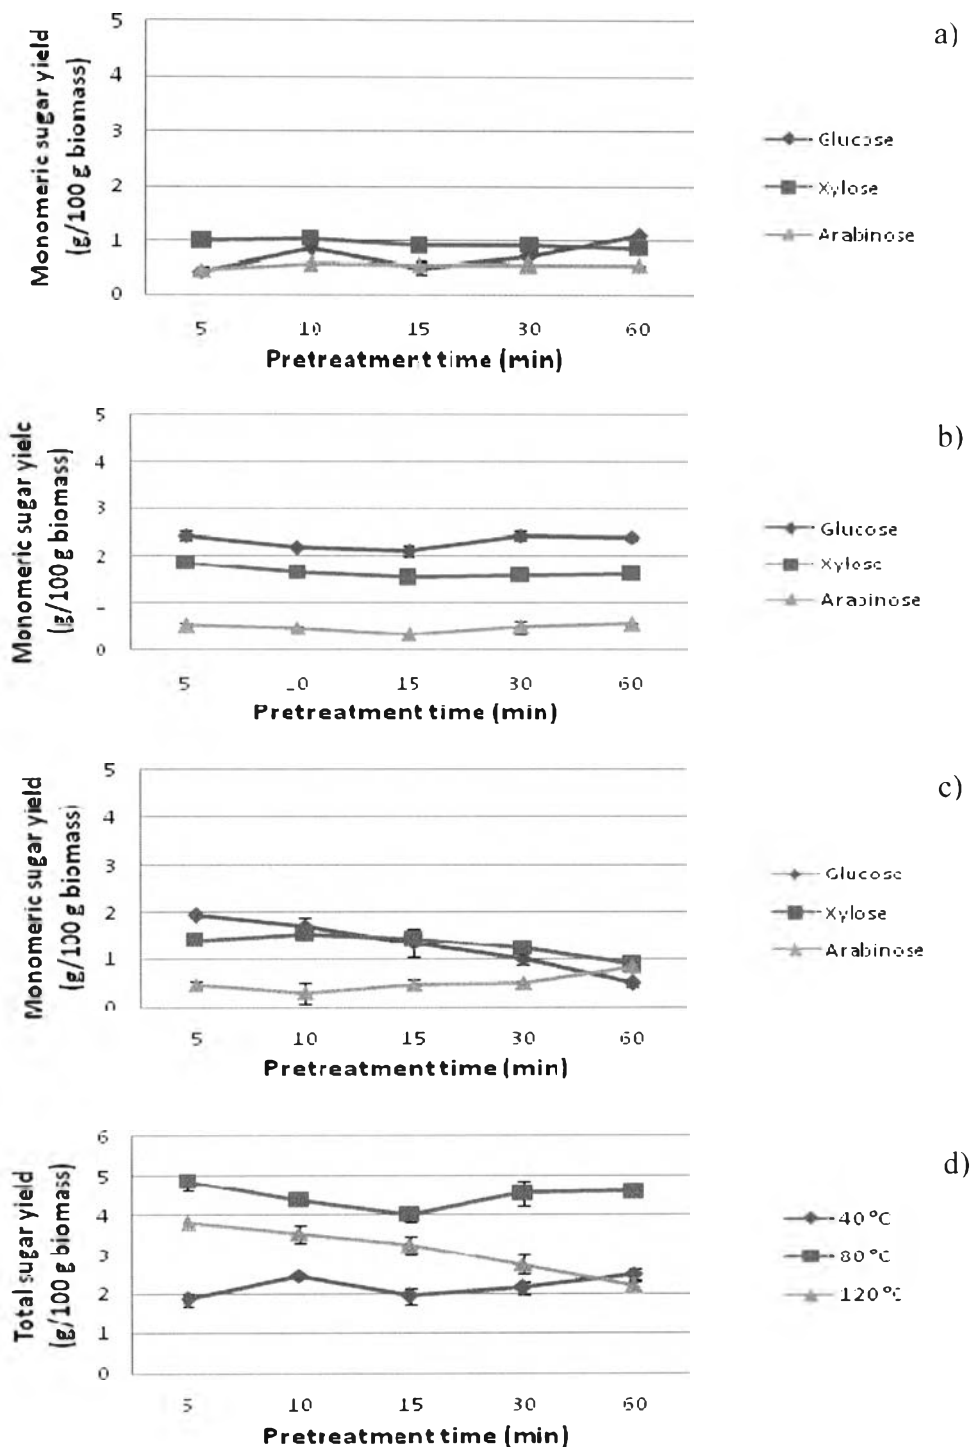 a)
Monomeric sugar yield
(g/100 g biomass)
5
4
3
2
1
0
5 10 15 30 60
Pretreatment time (min)
Glucose
Xylose
Arabinose
b)
Monomeric sugar yielc
(g/100 g biomass)
5
4
3
2
0
5 10 15 30 60
Pretreatment time (min)
Glucose
Xylose
Arabinose
c)
Monomeric sugar yield
(g/100 g biomass)
5
4
3
2
1
0
5 10 15 30 60
Pretreatment time (min)
Glucose
Xylose
Arabinose
d)
Total sugar yield
(g/100 g biomass)
6
5
4
3
2
1
0
5 10 15 30 60
Pretreatment time (min)
40 °C
80 °C
120 °C